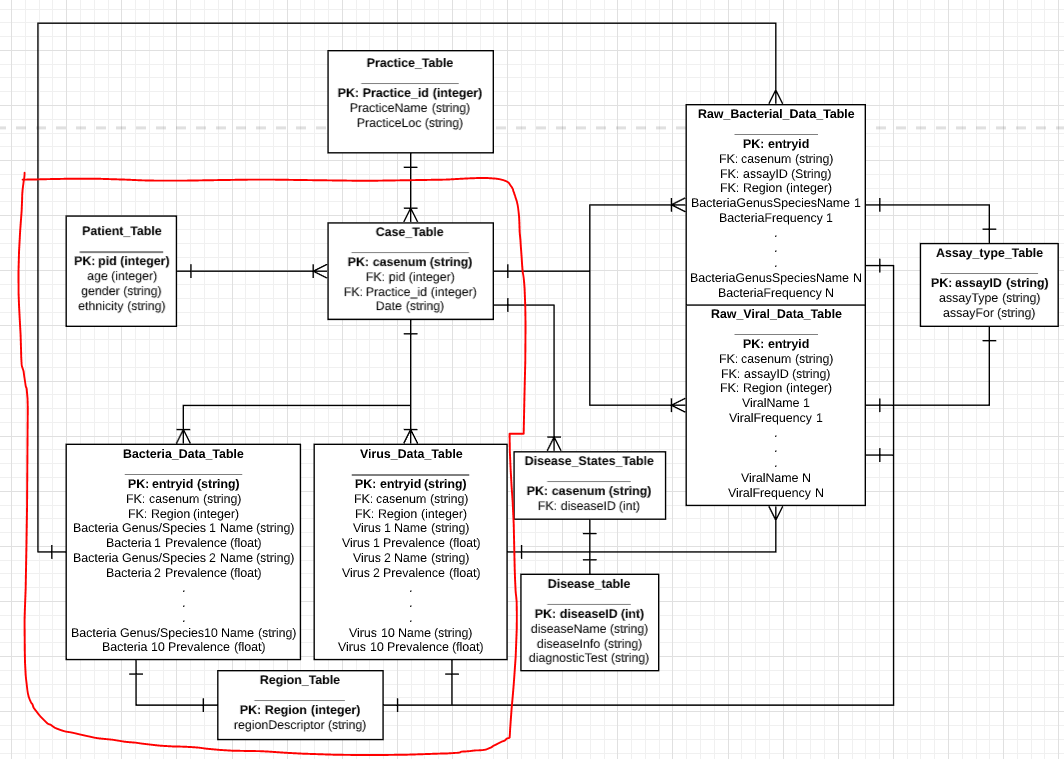 Practice_Table
PK: Practice_id (integer)
PracticeName (string)
PracticeLoc (string)
Raw_Bacterial_Data_Table
PK: entryid
FK: casenum (string)
FK: assayID (String)
FK: Region (integer)
BacteriaGenusSpeciesName 1
BacteriaFrequency 1
.
.
.
BacteriaGenusSpeciesName N
BacteriaFrequency N
Patient_Table
PK: pid (integer)
age (integer)
gender (string)
ethnicity (string)
Case_Table
PK: casenum (string)
FK: pid (integer)
FK: Practice_id (integer)
Date (string)
Assay_type_Table
PK: assayID (string)
assayType (string)
assayFor (string)
Raw_Viral_Data_Table
PK: entryid
FK: casenum (string)
FK: assayID (string)
FK: Region (integer)
ViralName 1
ViralFrequency 1
.
.
.
ViralName N
ViralFrequency N
Bacteria_Data_Table
PK: entryid (string)
FK: casenum (string)
FK: Region (integer)
Bacteria Genus/Species 1 Name (string)
Bacteria 1 Prevalence (float)
Bacteria Genus/Species 2 Name (string)
Bacteria 2 Prevalence (float)
.
.
.
Bacteria Genus/Species10 Name (string)
Bacteria 10 Prevalence (float)
Virus_Data_Table
PK: entryid (string)
FK: casenum (string)
FK: Region (integer)
Virus 1 Name (string)
Virus 1 Prevalence (float)
Virus 2 Name (string)
Virus 2 Prevalence (float)
.
.
.
Virus 10 Name (string)
Virus 10 Prevalence (float)
Disease_States_Table
PK: casenum (string)
FK: diseaseID (int)
Disease_table
PK: diseaseID (int)
diseaseName (string)
diseaseInfo (string)
diagnosticTest (string)
Region_Table
PK: Region (integer)
regionDescriptor (string)